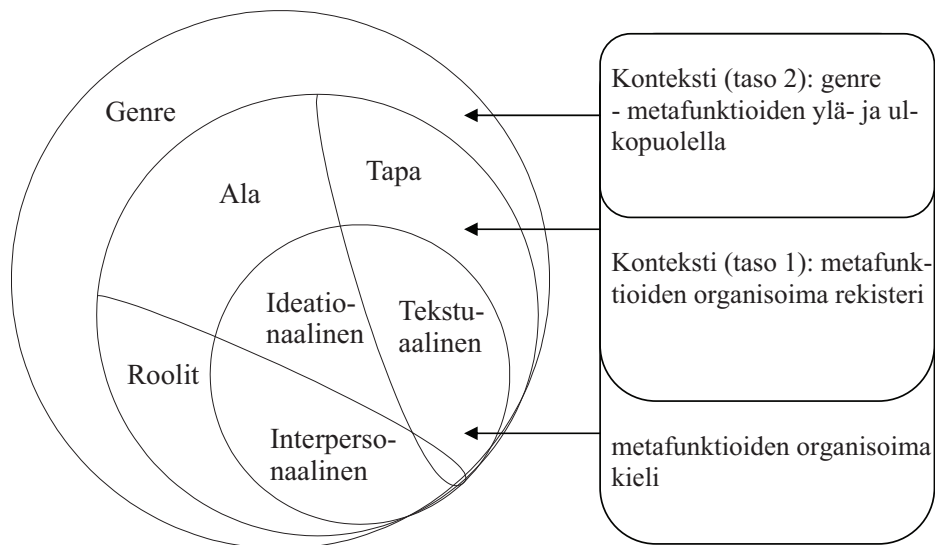 Genre
Ala
Tapa
Ideatio-
naalinen
Tekstu-
aalinen
Roolit
Interperso-
naalinen
Konteksti (taso 2): genre
- metafunktioiden ylä- ja ul-
kopuolella
Konteksti (taso 1): metafunk-
tioiden organisoima rekisteri
metafunktioiden organisoima
kieli